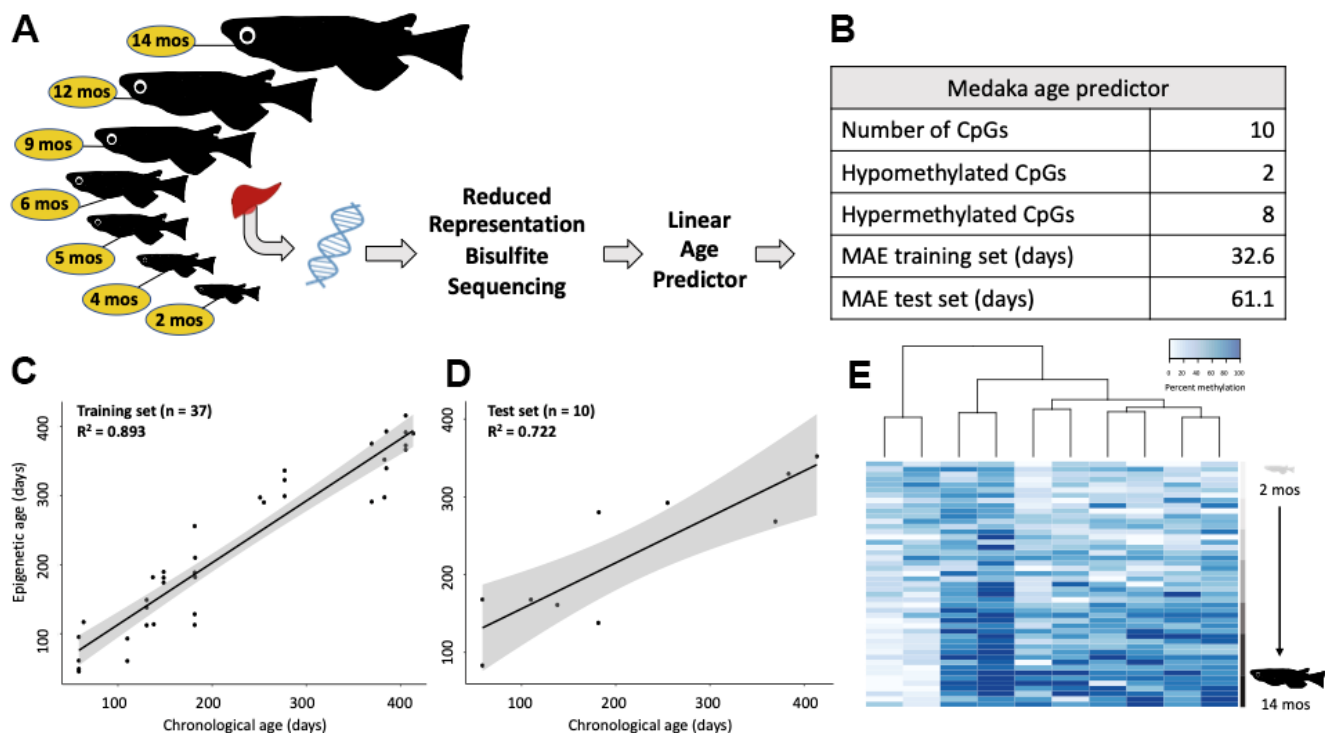 A
14 mos
12 mos
9 mos
6 mos
5 mos
4 mos
2 mos
Reduced
Representation
Bisulfite
Sequencing
Linear
Age
Predictor
B
Medaka age predictor
Number of CpGs 10
Hypomethylated CpGs 2
Hypermethylated CpGs 8
MAE training set (days) 32.6
MAE test set (days) 61.1
C
Training set (n = 37)
R² = 0.893
Epigenetic age (days)
400
300
200
100
100 200 300 400
Chronological age (days)
D
Test set (n = 10)
R² = 0.722
400
300
200
100
100 200 300 400
Chronological age (days)
E
0 20 40 60 80 100
Percent methylation
2 mos
14 mos